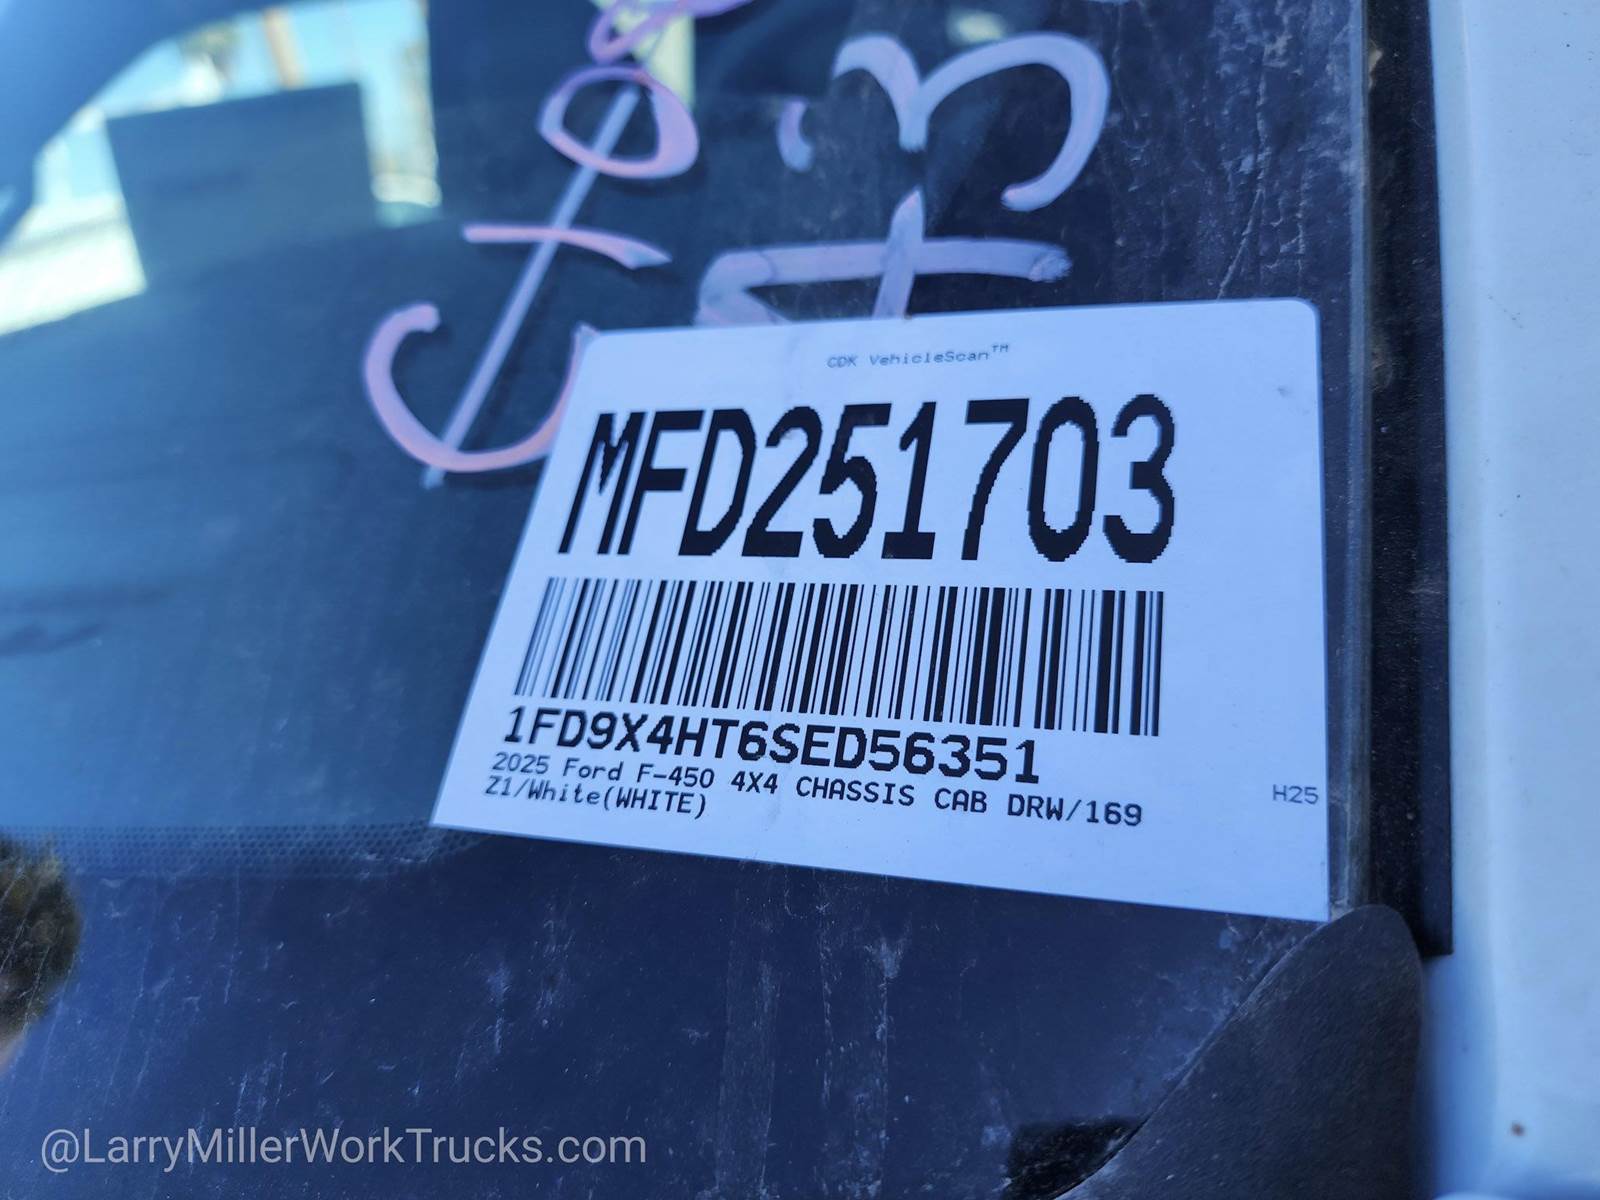 CDK VehicleScan™
MFD251703
1FD9X4HT6SED56351
2025 Ford F-450 4X4 CHASSIS CAB DRW/169
Z1/White(WHITE)
H25
@LarryMillerWorkTrucks.com